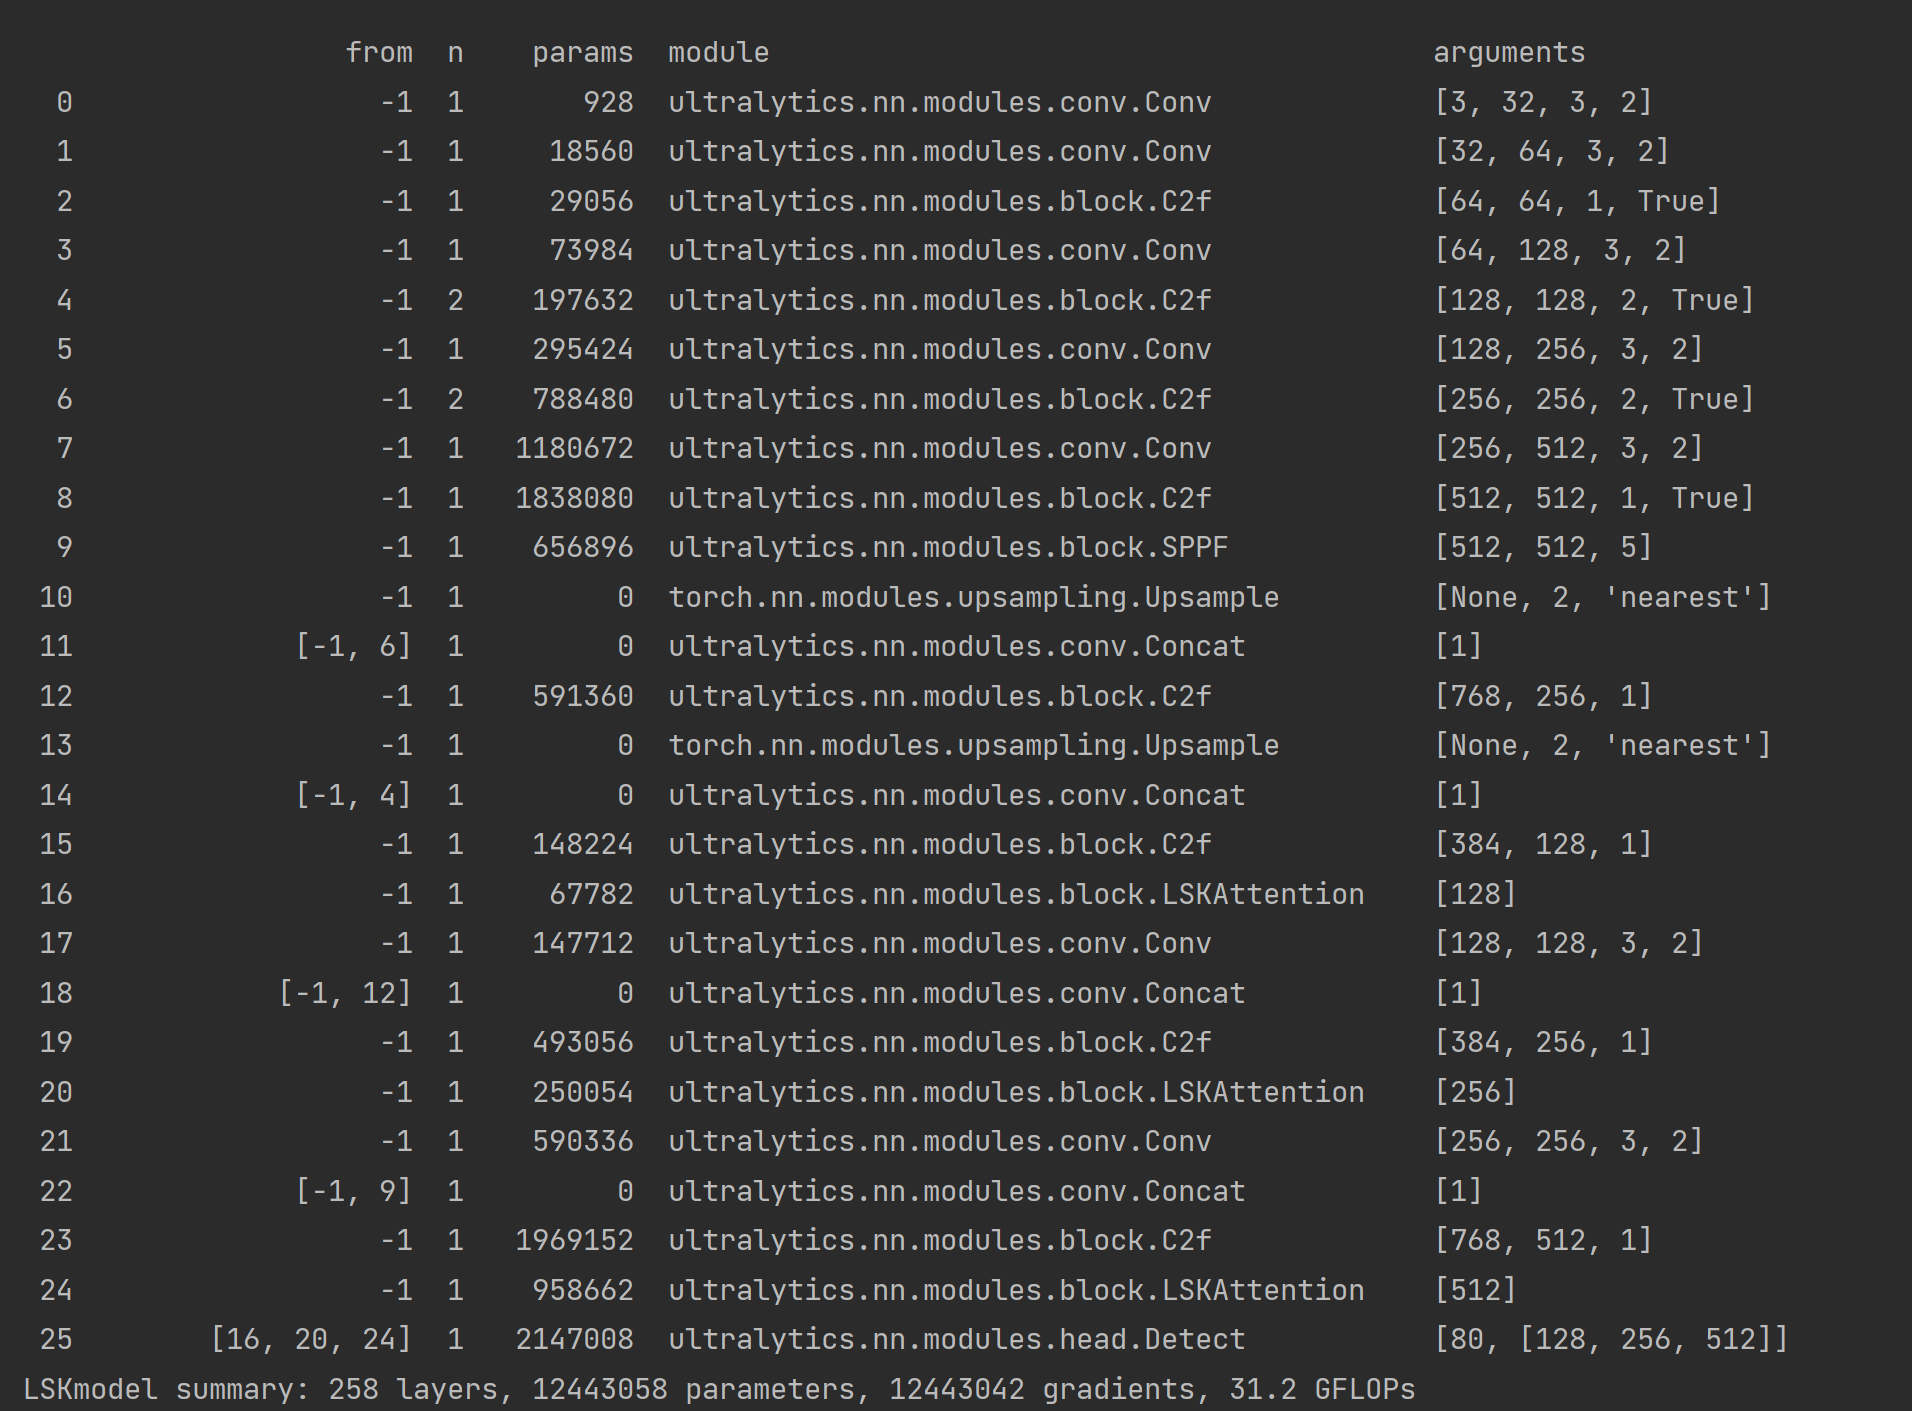 from  n    params  module                                       arguments
0                  -1  1       928  ultralytics.nn.modules.conv.Conv             [3, 32, 3, 2]
1                  -1  1     18560  ultralytics.nn.modules.conv.Conv             [32, 64, 3, 2]
2                  -1  1     29056  ultralytics.nn.modules.block.C2f             [64, 64, 1, True]
3                  -1  1     73984  ultralytics.nn.modules.conv.Conv             [64, 128, 3, 2]
4                  -1  2    197632  ultralytics.nn.modules.block.C2f             [128, 128, 2, True]
5                  -1  1    295424  ultralytics.nn.modules.conv.Conv             [128, 256, 3, 2]
6                  -1  2    788480  ultralytics.nn.modules.block.C2f             [256, 256, 2, True]
7                  -1  1   1180672  ultralytics.nn.modules.conv.Conv             [256, 512, 3, 2]
8                  -1  1   1838080  ultralytics.nn.modules.block.C2f             [512, 512, 1, True]
9                  -1  1    656896  ultralytics.nn.modules.block.SPPF            [512, 512, 5]
10                  -1  1         0  torch.nn.modules.upsampling.Upsample         [None, 2, 'nearest']
11             [-1, 6]  1         0  ultralytics.nn.modules.conv.Concat           [1]
12                  -1  1    591360  ultralytics.nn.modules.block.C2f             [768, 256, 1]
13                  -1  1         0  torch.nn.modules.upsampling.Upsample         [None, 2, 'nearest']
14             [-1, 4]  1         0  ultralytics.nn.modules.conv.Concat           [1]
15                  -1  1    148224  ultralytics.nn.modules.block.C2f             [384, 128, 1]
16                  -1  1     67782  ultralytics.nn.modules.block.LSKAttention    [128]
17                  -1  1    147712  ultralytics.nn.modules.conv.Conv             [128, 128, 3, 2]
18            [-1, 12]  1         0  ultralytics.nn.modules.conv.Concat           [1]
19                  -1  1    493056  ultralytics.nn.modules.block.C2f             [384, 256, 1]
20                  -1  1    250054  ultralytics.nn.modules.block.LSKAttention    [256]
21                  -1  1    590336  ultralytics.nn.modules.conv.Conv             [256, 256, 3, 2]
22             [-1, 9]  1         0  ultralytics.nn.modules.conv.Concat           [1]
23                  -1  1   1969152  ultralytics.nn.modules.block.C2f             [768, 512, 1]
24                  -1  1    958662  ultralytics.nn.modules.block.LSKAttention    [512]
25        [16, 20, 24]  1   2147008  ultralytics.nn.modules.head.Detect           [80, [128, 256, 512]]
LSKmodel summary: 258 layers, 12443058 parameters, 12443042 gradients, 31.2 GFLOPs